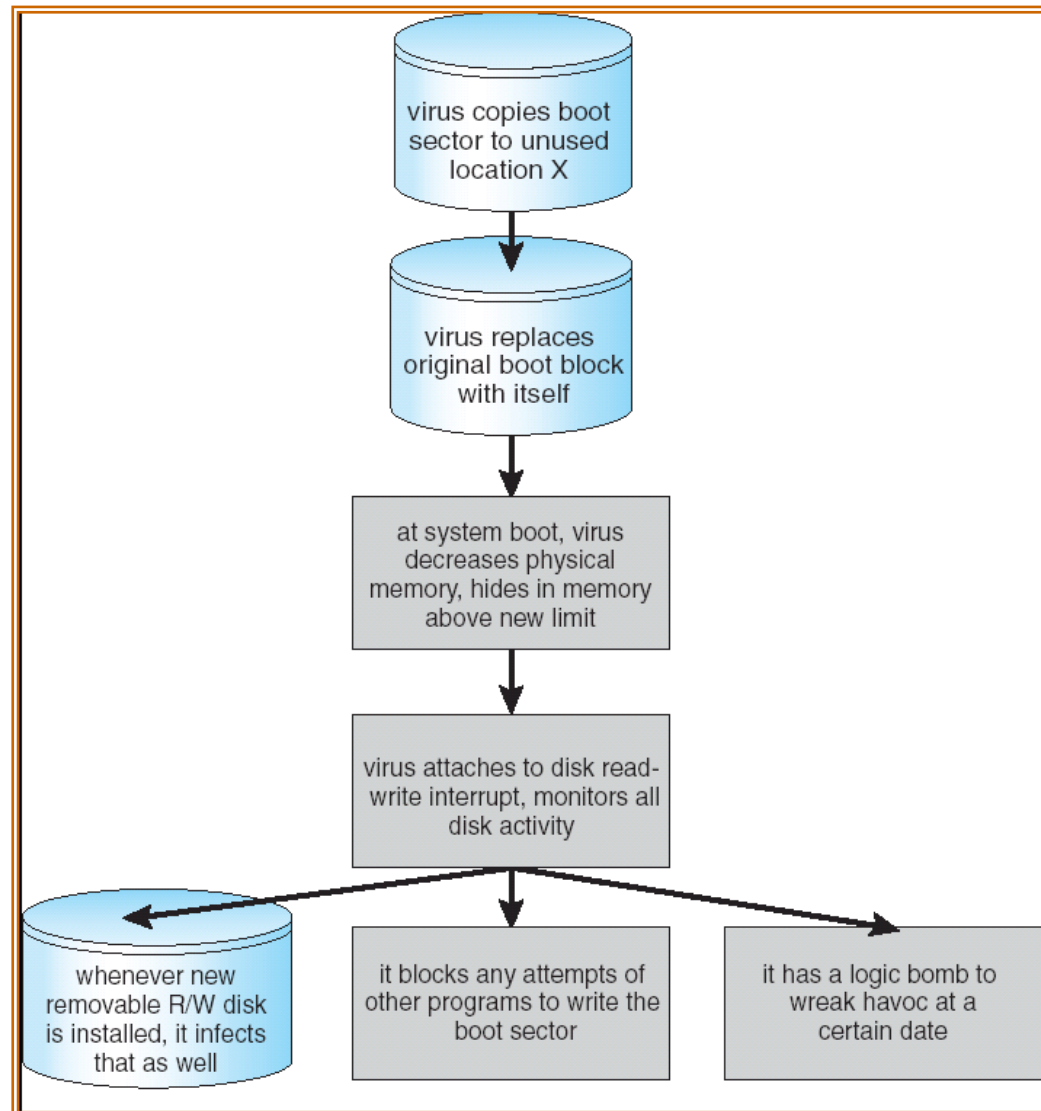 virus copies boot
sector to unused
location X
virus replaces
original boot block
with itself
at system boot, virus
decreases physical
memory, hides in memory
above new limit
virus attaches to disk read-
write interrupt, monitors all
disk activity
whenever new
removable R/W disk
is installed, it infects
that as well
it blocks any attempts of
other programs to write the
boot sector
it has a logic bomb to
wreak havoc at a
certain date